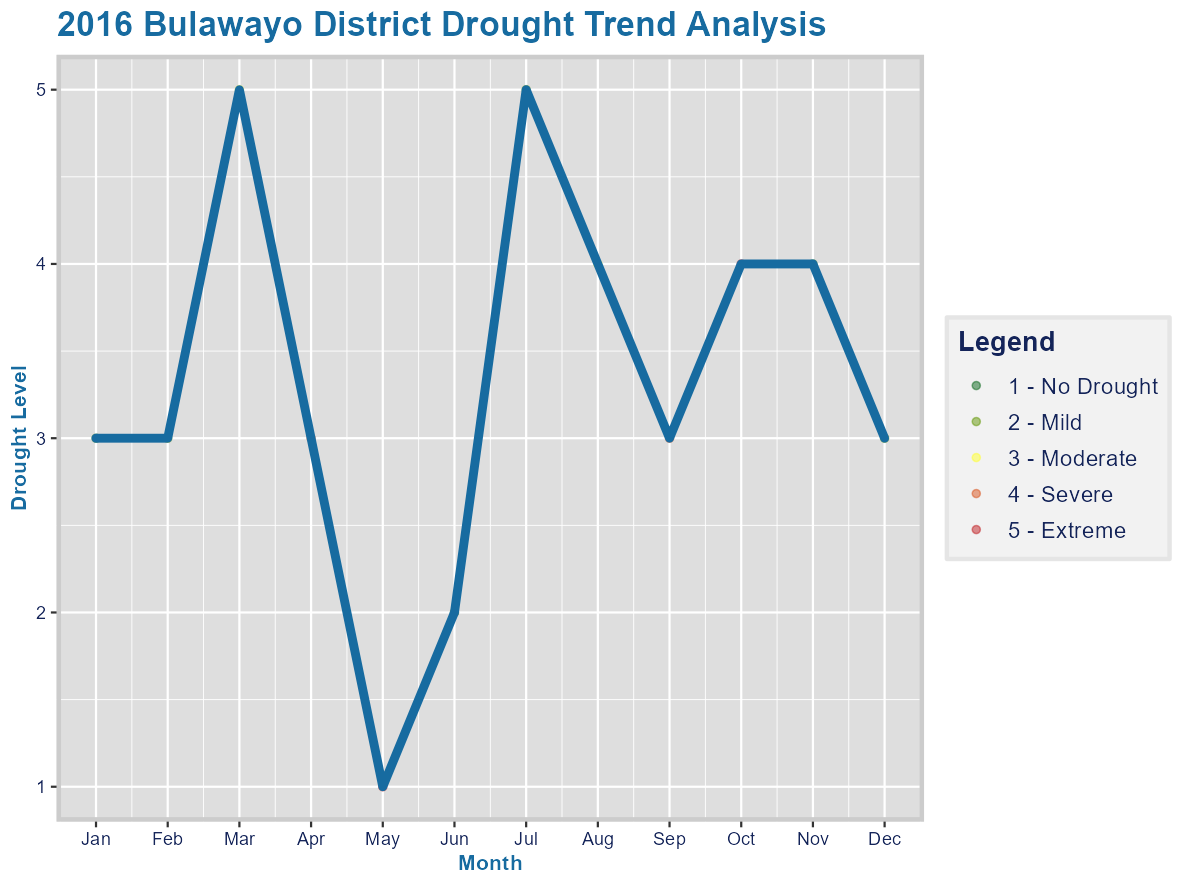 2016 Bulawayo District Drought Trend Analysis
Drought Level
5
4
3
2
1
Jan Feb Mar Apr May Jun Jul Aug Sep Oct Nov Dec
Month
Legend
1 - No Drought
2 - Mild
3 - Moderate
4 - Severe
5 - Extreme